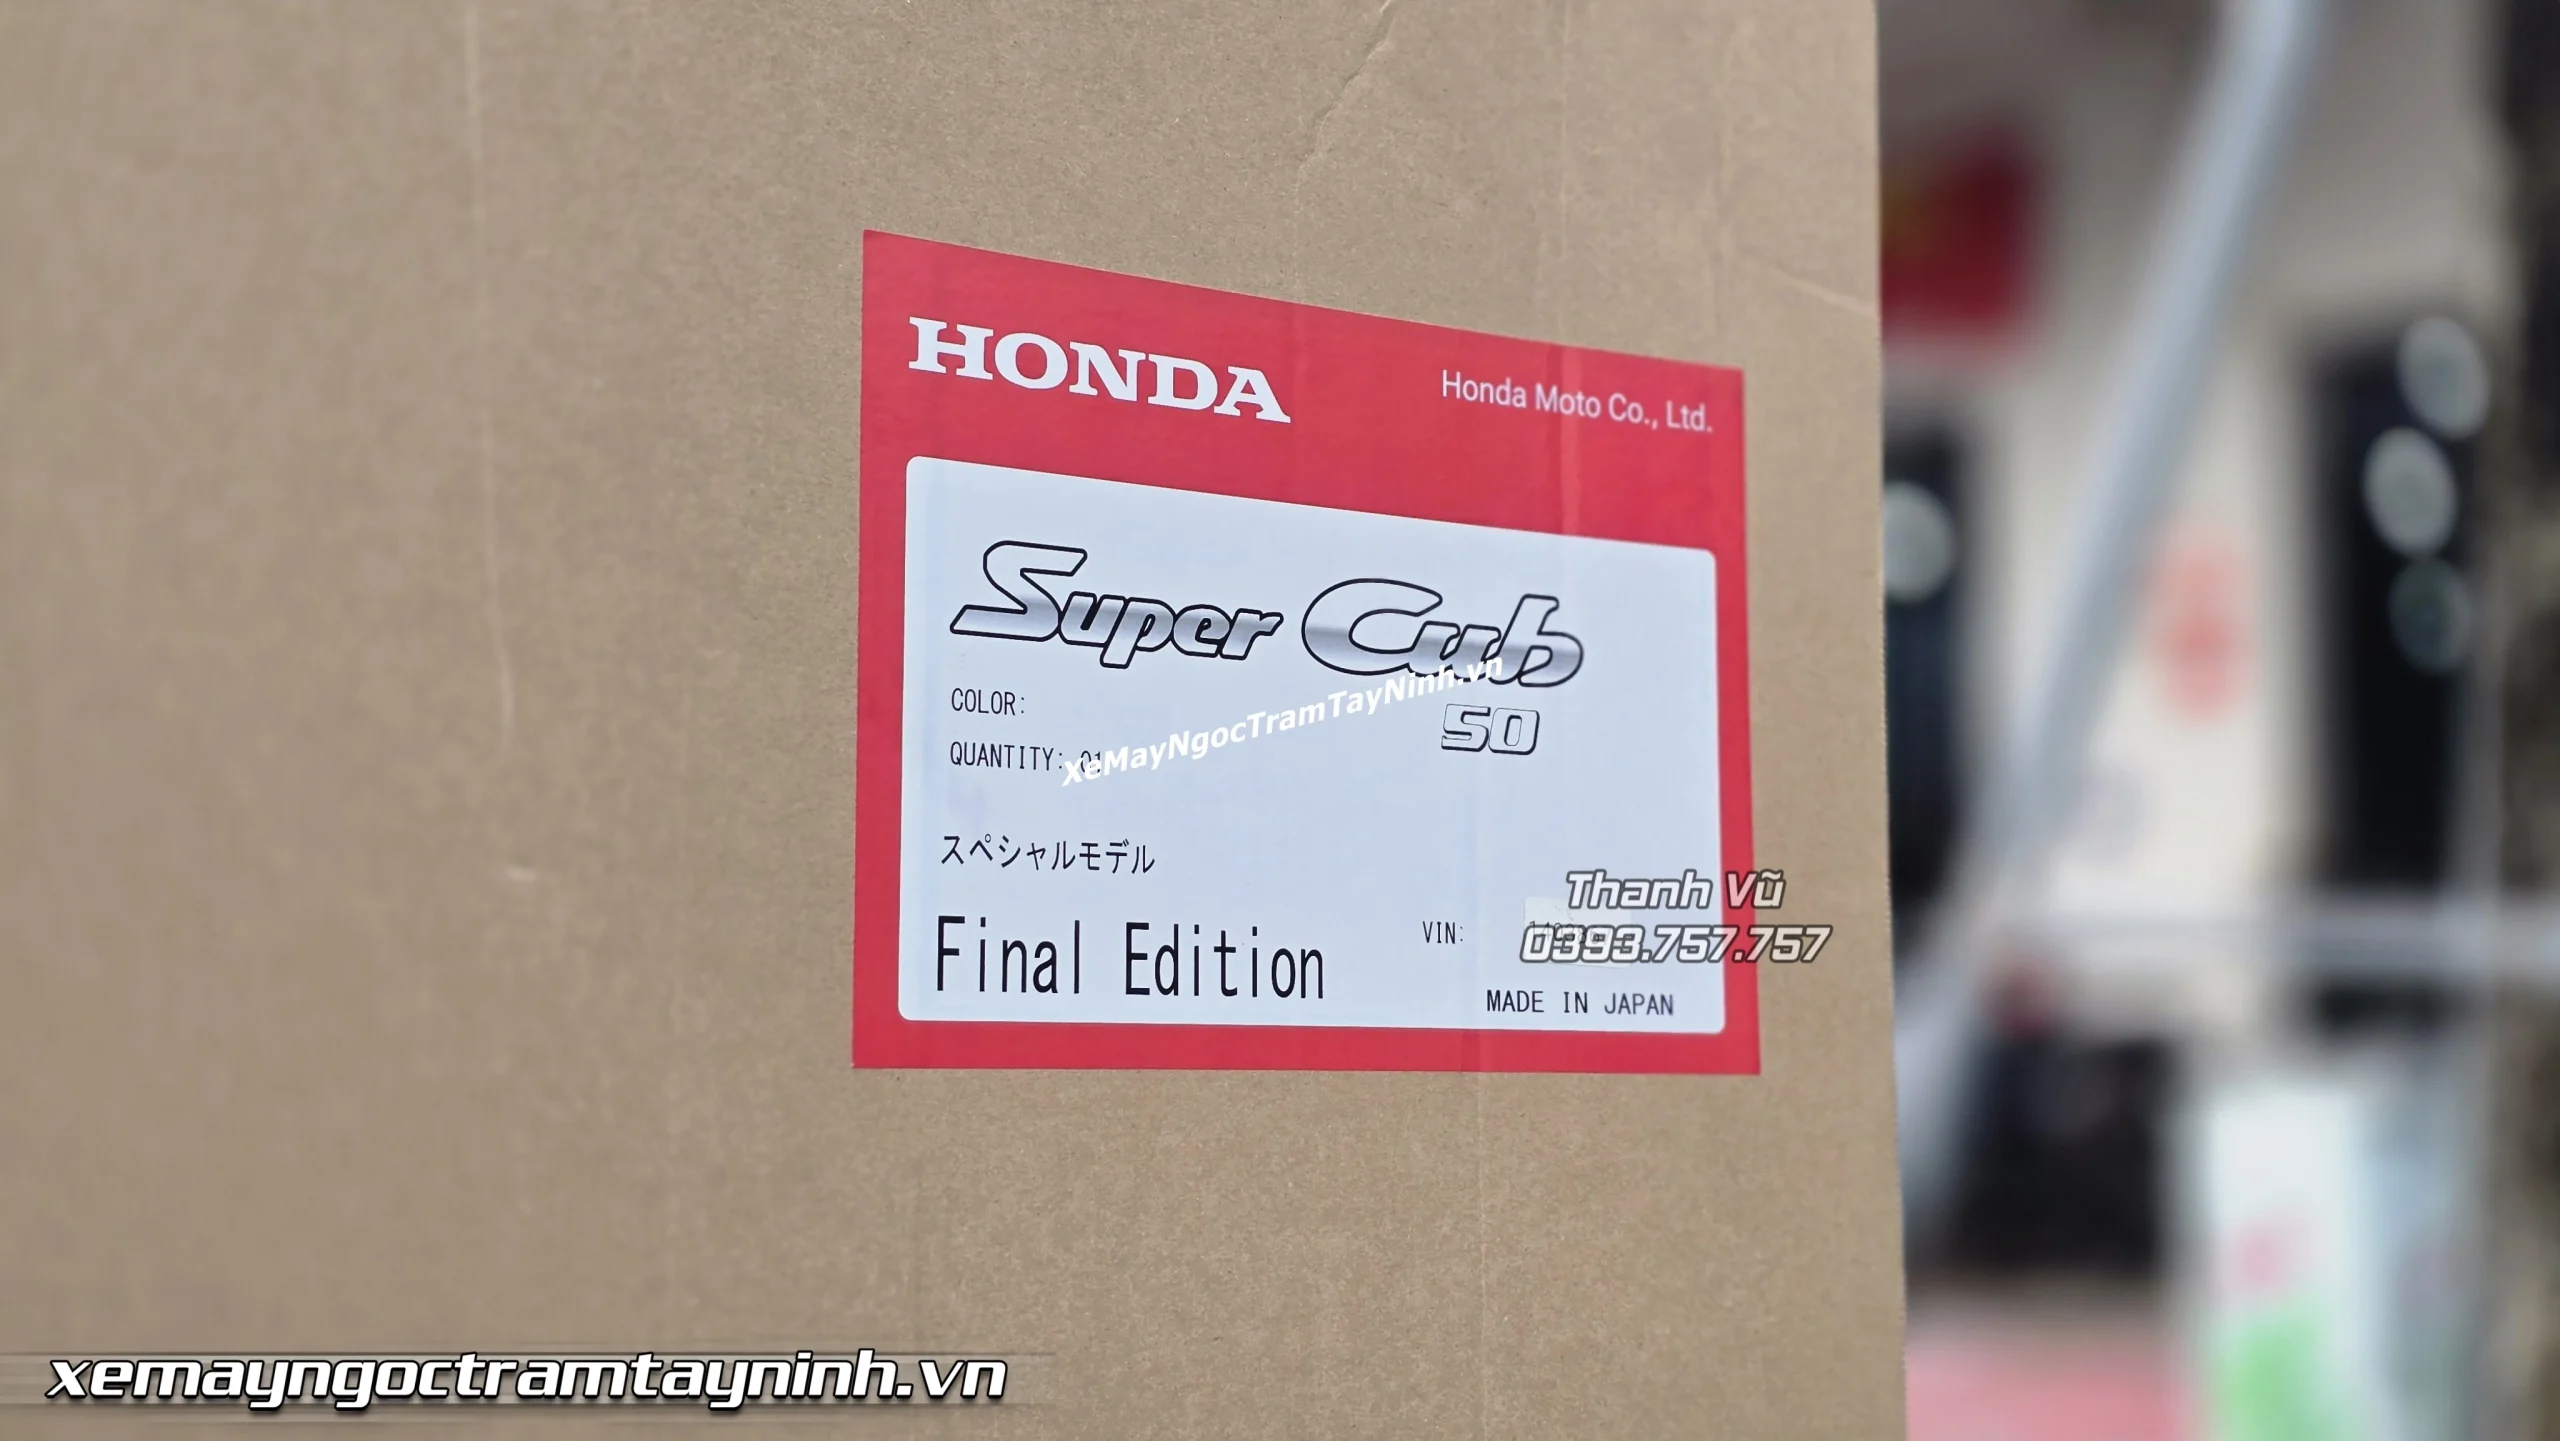 HONDA
Honda Moto Co., Ltd.
Super Cub
50
COLOR:
QUANTITY: 01
XeMayNgocTramTayNinh.vn
スペシャルモデル
Final Edition
VIN:
Thanh Vũ
0393.757.757
MADE IN JAPAN
xemayngoctramtayninh.vn